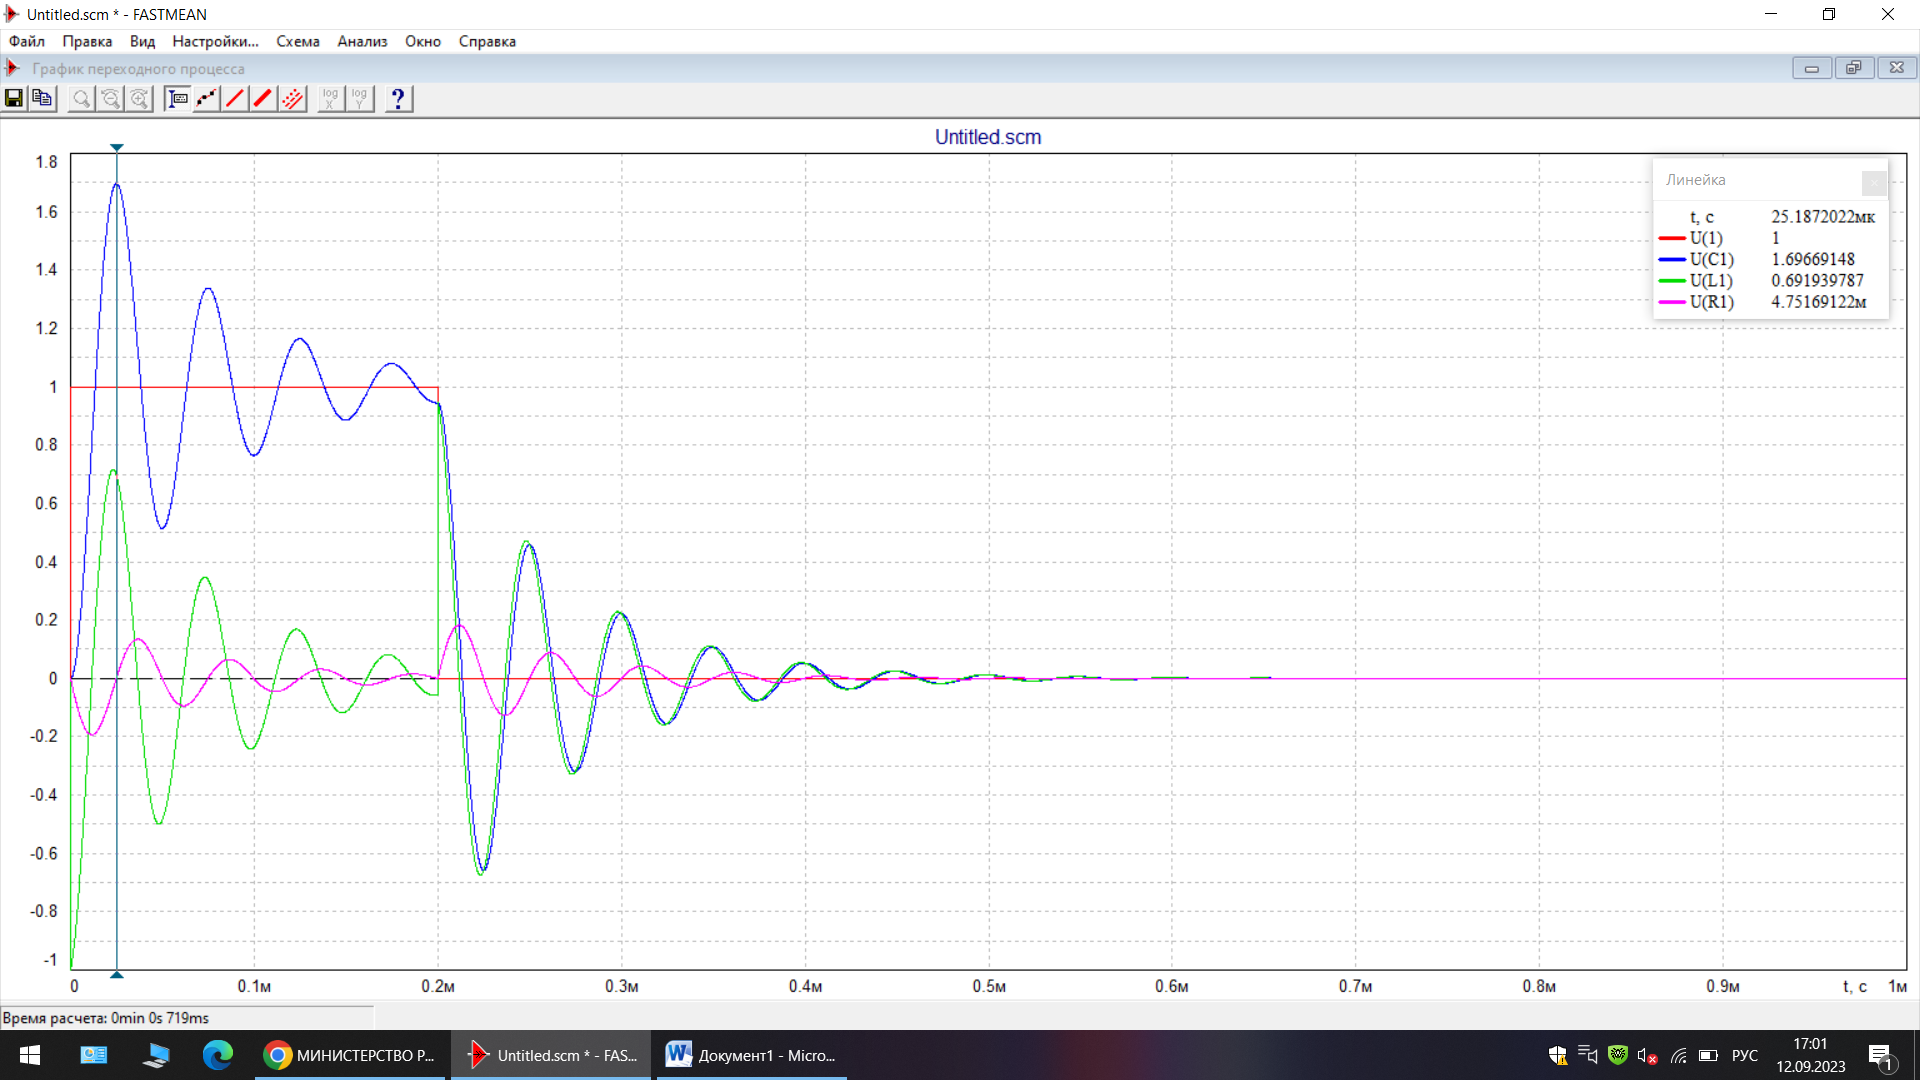 Untitled.scm * - FASTMEAN
Файл Правка Вид Настройки... Схема Анализ Окно Справка
График переходного процесса
log X log Y ?
Untitled.scm
Линейка
t, с 25.1872022мк
U(1) 1
U(C1) 1.69669148
U(L1) 0.691939787
U(R1) 4.75169122м
1.8
1.6
1.4
1.2
1
0.8
0.6
0.4
0.2
0
-0.2
-0.4
-0.6
-0.8
-1
0 0.1м 0.2м 0.3м 0.4м 0.5м 0.6м 0.7м 0.8м 0.9м t, с 1м
Время расчета: 0min 0s 719ms
МИНИСТЕРСТВО Р...
Untitled.scm * - FAS...
Документ1 - Micro...
РУС
17:01
12.09.2023
1